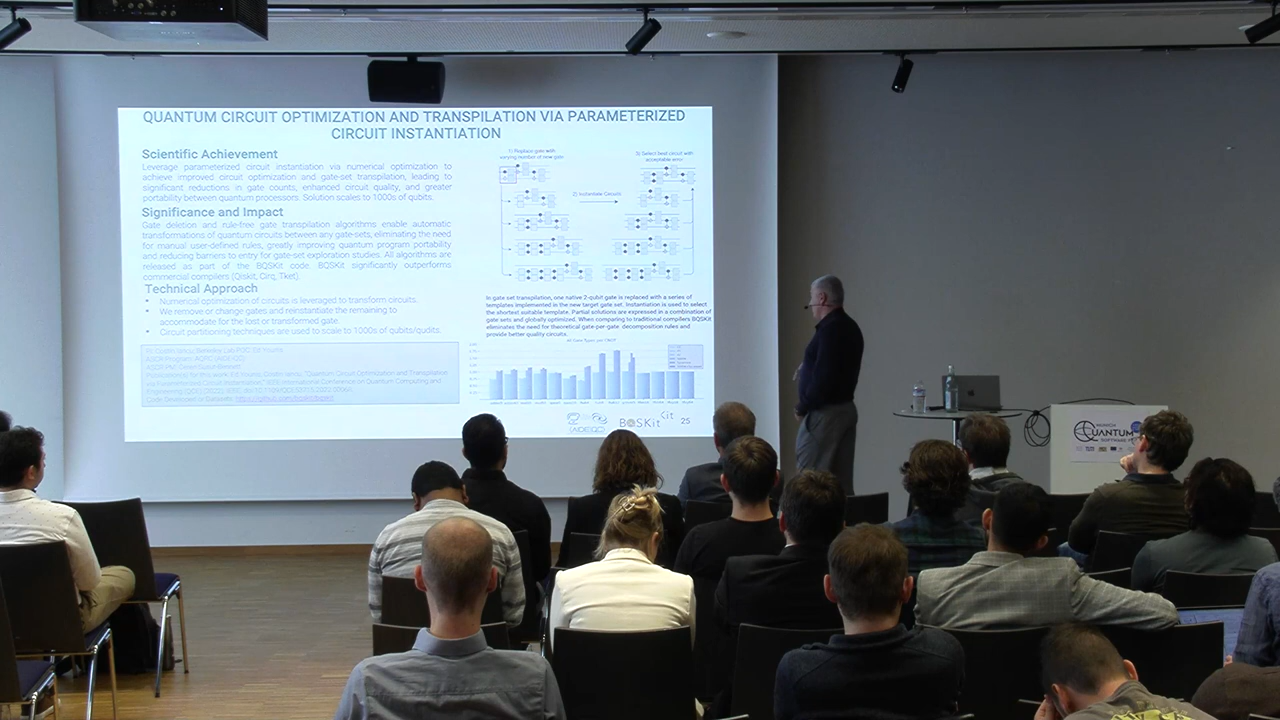 QUANTUM CIRCUIT OPTIMIZATION AND TRANSPILATION VIA PARAMETERIZED
CIRCUIT INSTANTIATION
Scientific Achievement
Leverage parameterized circuit instantiation via numerical optimization to
achieve improved circuit optimization and gate-set transpilation, leading to
significant reductions in gate counts, enhanced circuit quality, and greater
portability between quantum processors. Solution scales to 1000s of qubits.
Significance and Impact
Gate deletion and rule-free gate transpilation algorithms enable automatic
transformations of quantum circuits between any gate-sets, eliminating the need
for manual user-defined rules, greatly improving quantum program portability
and reducing barriers to entry for gate-set exploration studies. All algorithms are
released as part of the BQSKit code. BQSKit significantly outperforms
commercial compilers (Qiskit, Cirq, Tket).
Technical Approach
• Numerical optimization of circuits is leveraged to transform circuits.
• We remove or change gates and reinstantiate the remaining to
accommodate for the lost or transformed gate.
• Circuit partitioning techniques are used to scale to 1000s of qubits/qudits.
1) Replace gate with
varying number of new gate
2) Instantiate Circuits
3) Select best circuit with
acceptable error
In gate set transpilation, one native 2-qubit gate is replaced with a series of
templates implemented in the new target gate set. Instantiation is used to select
the shortest suitable template. Partial solutions are expressed in a combination of
gate sets and globally optimized. When comparing to traditional compilers BQSKit
eliminates the need for theoretical gate-per-gate decomposition rules and
provide better quality circuits.
(AIDEQC)
BQSKit
25
MUNICH
QUANTUM
SOFTWARE